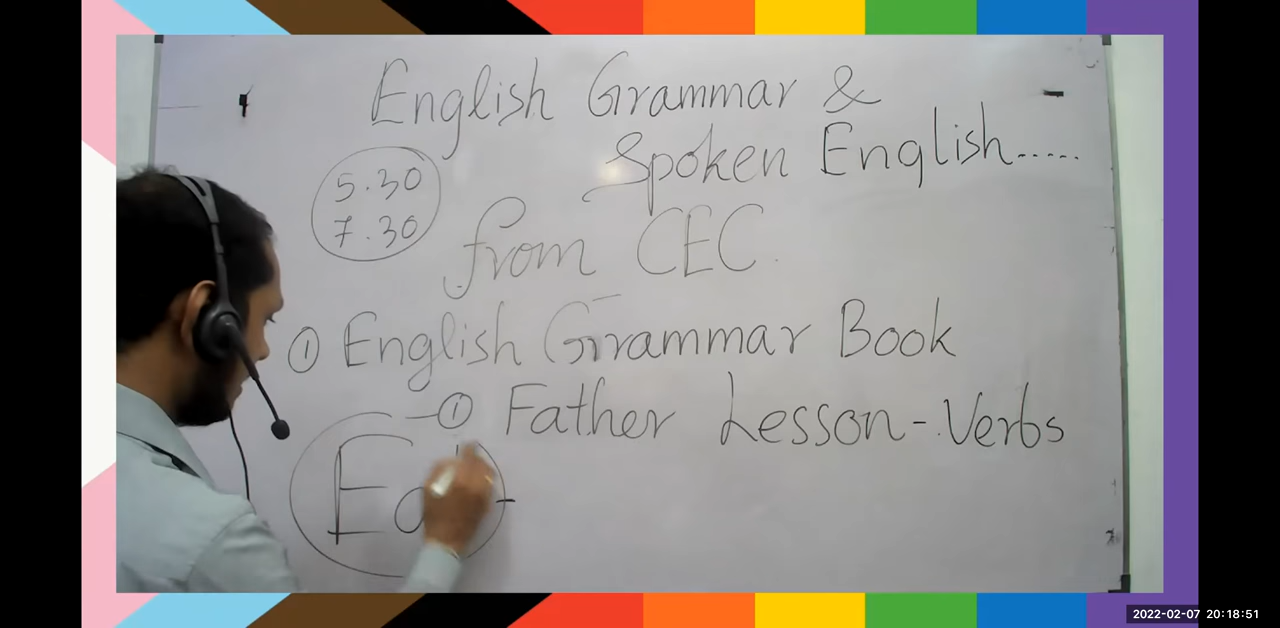 English Grammar &
Spoken English.....
5.30
7.30
from CEC.
① English Grammar Book
-① Father Lesson - Verbs
2022-02-07 20:18:51